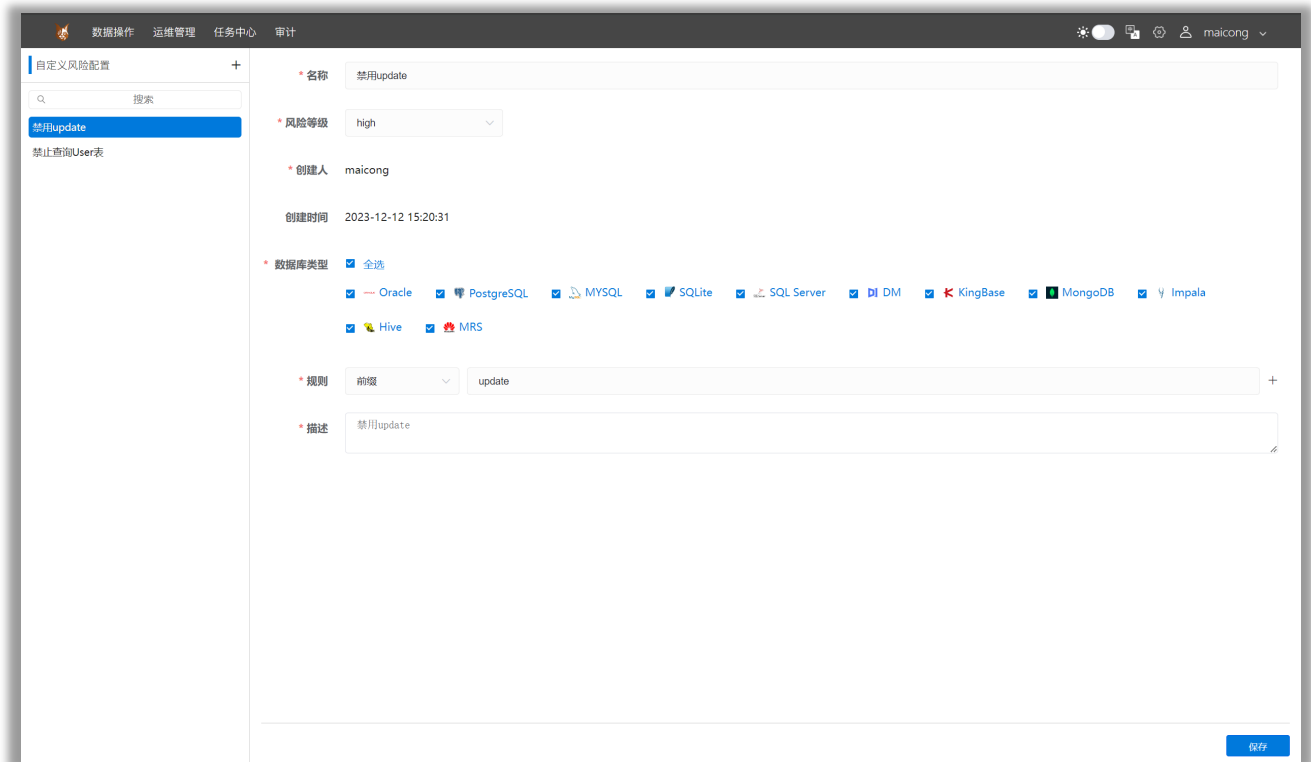 数据操作 运维管理 任务中心 审计 maicong
自定义风险配置 +
搜索
禁用update
禁止查询User表
* 名称 禁用update
* 风险等级 high
* 创建人 maicong
创建时间 2023-12-12 15:20:31
* 数据库类型 全选
Oracle PostgreSQL MYSQL SQLite SQL Server DM KingBase MongoDB Impala
Hive MRS
* 规则 前缀 update +
* 描述 禁用update
保存